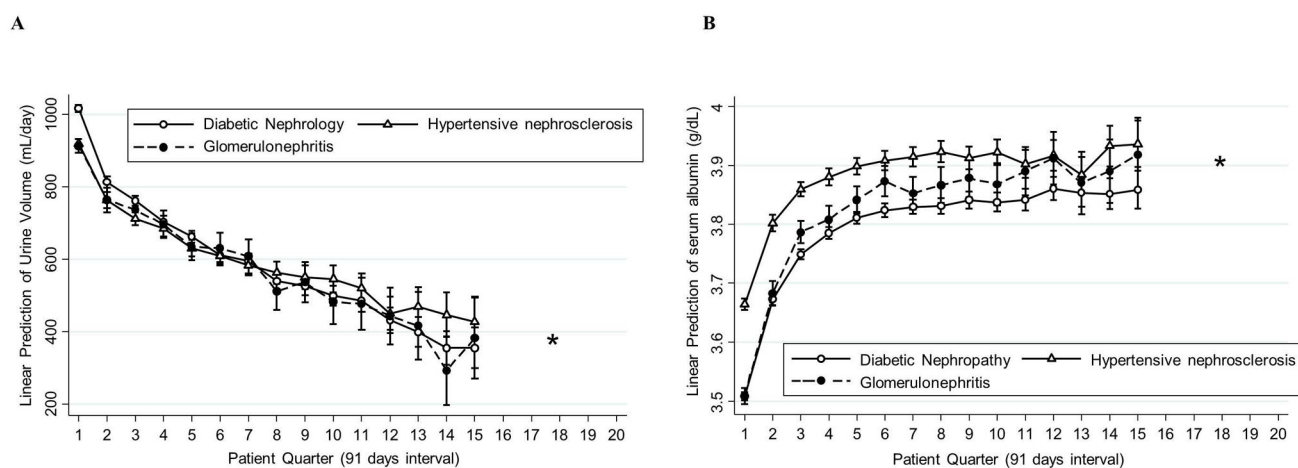 A
Linear Prediction of Urine Volume (mL/day)
1000
800
600
400
200
Diabetic Nephrology
Hypertensive nephrosclerosis
Glomerulonephritis
*
1 2 3 4 5 6 7 8 9 10 11 12 13 14 15 16 17 18 19 20
Patient Quarter (91 days interval)
B
Linear Prediction of serum albumin (g/dL)
4
3.9
3.8
3.7
3.6
3.5
*
Diabetic Nephropathy
Hypertensive nephrosclerosis
Glomerulonephritis
1 2 3 4 5 6 7 8 9 10 11 12 13 14 15 16 17 18 19 20
Patient Quarter (91 days interval)